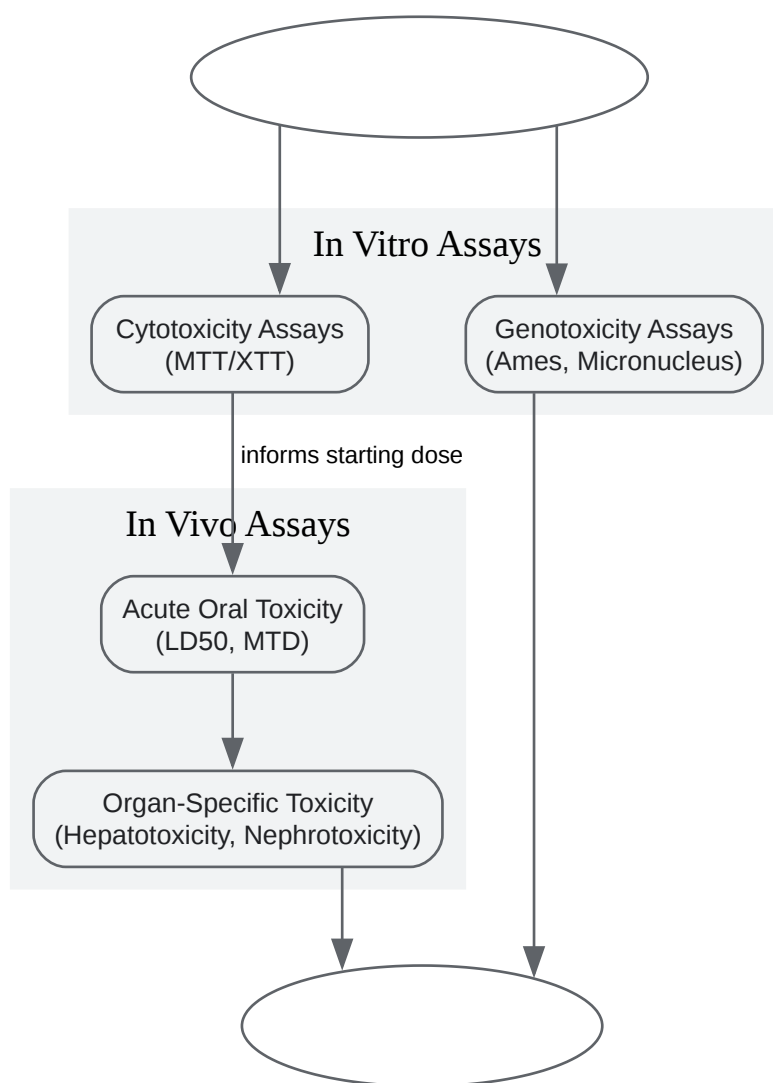 In Vitro Assays
Cytotoxicity Assays
(MTT/XTT)
Genotoxicity Assays
(Ames, Micronucleus)
informs starting dose
In Vivo Assays
Acute Oral Toxicity
(LD50, MTD)
Organ-Specific Toxicity
(Hepatotoxicity, Nephrotoxicity)